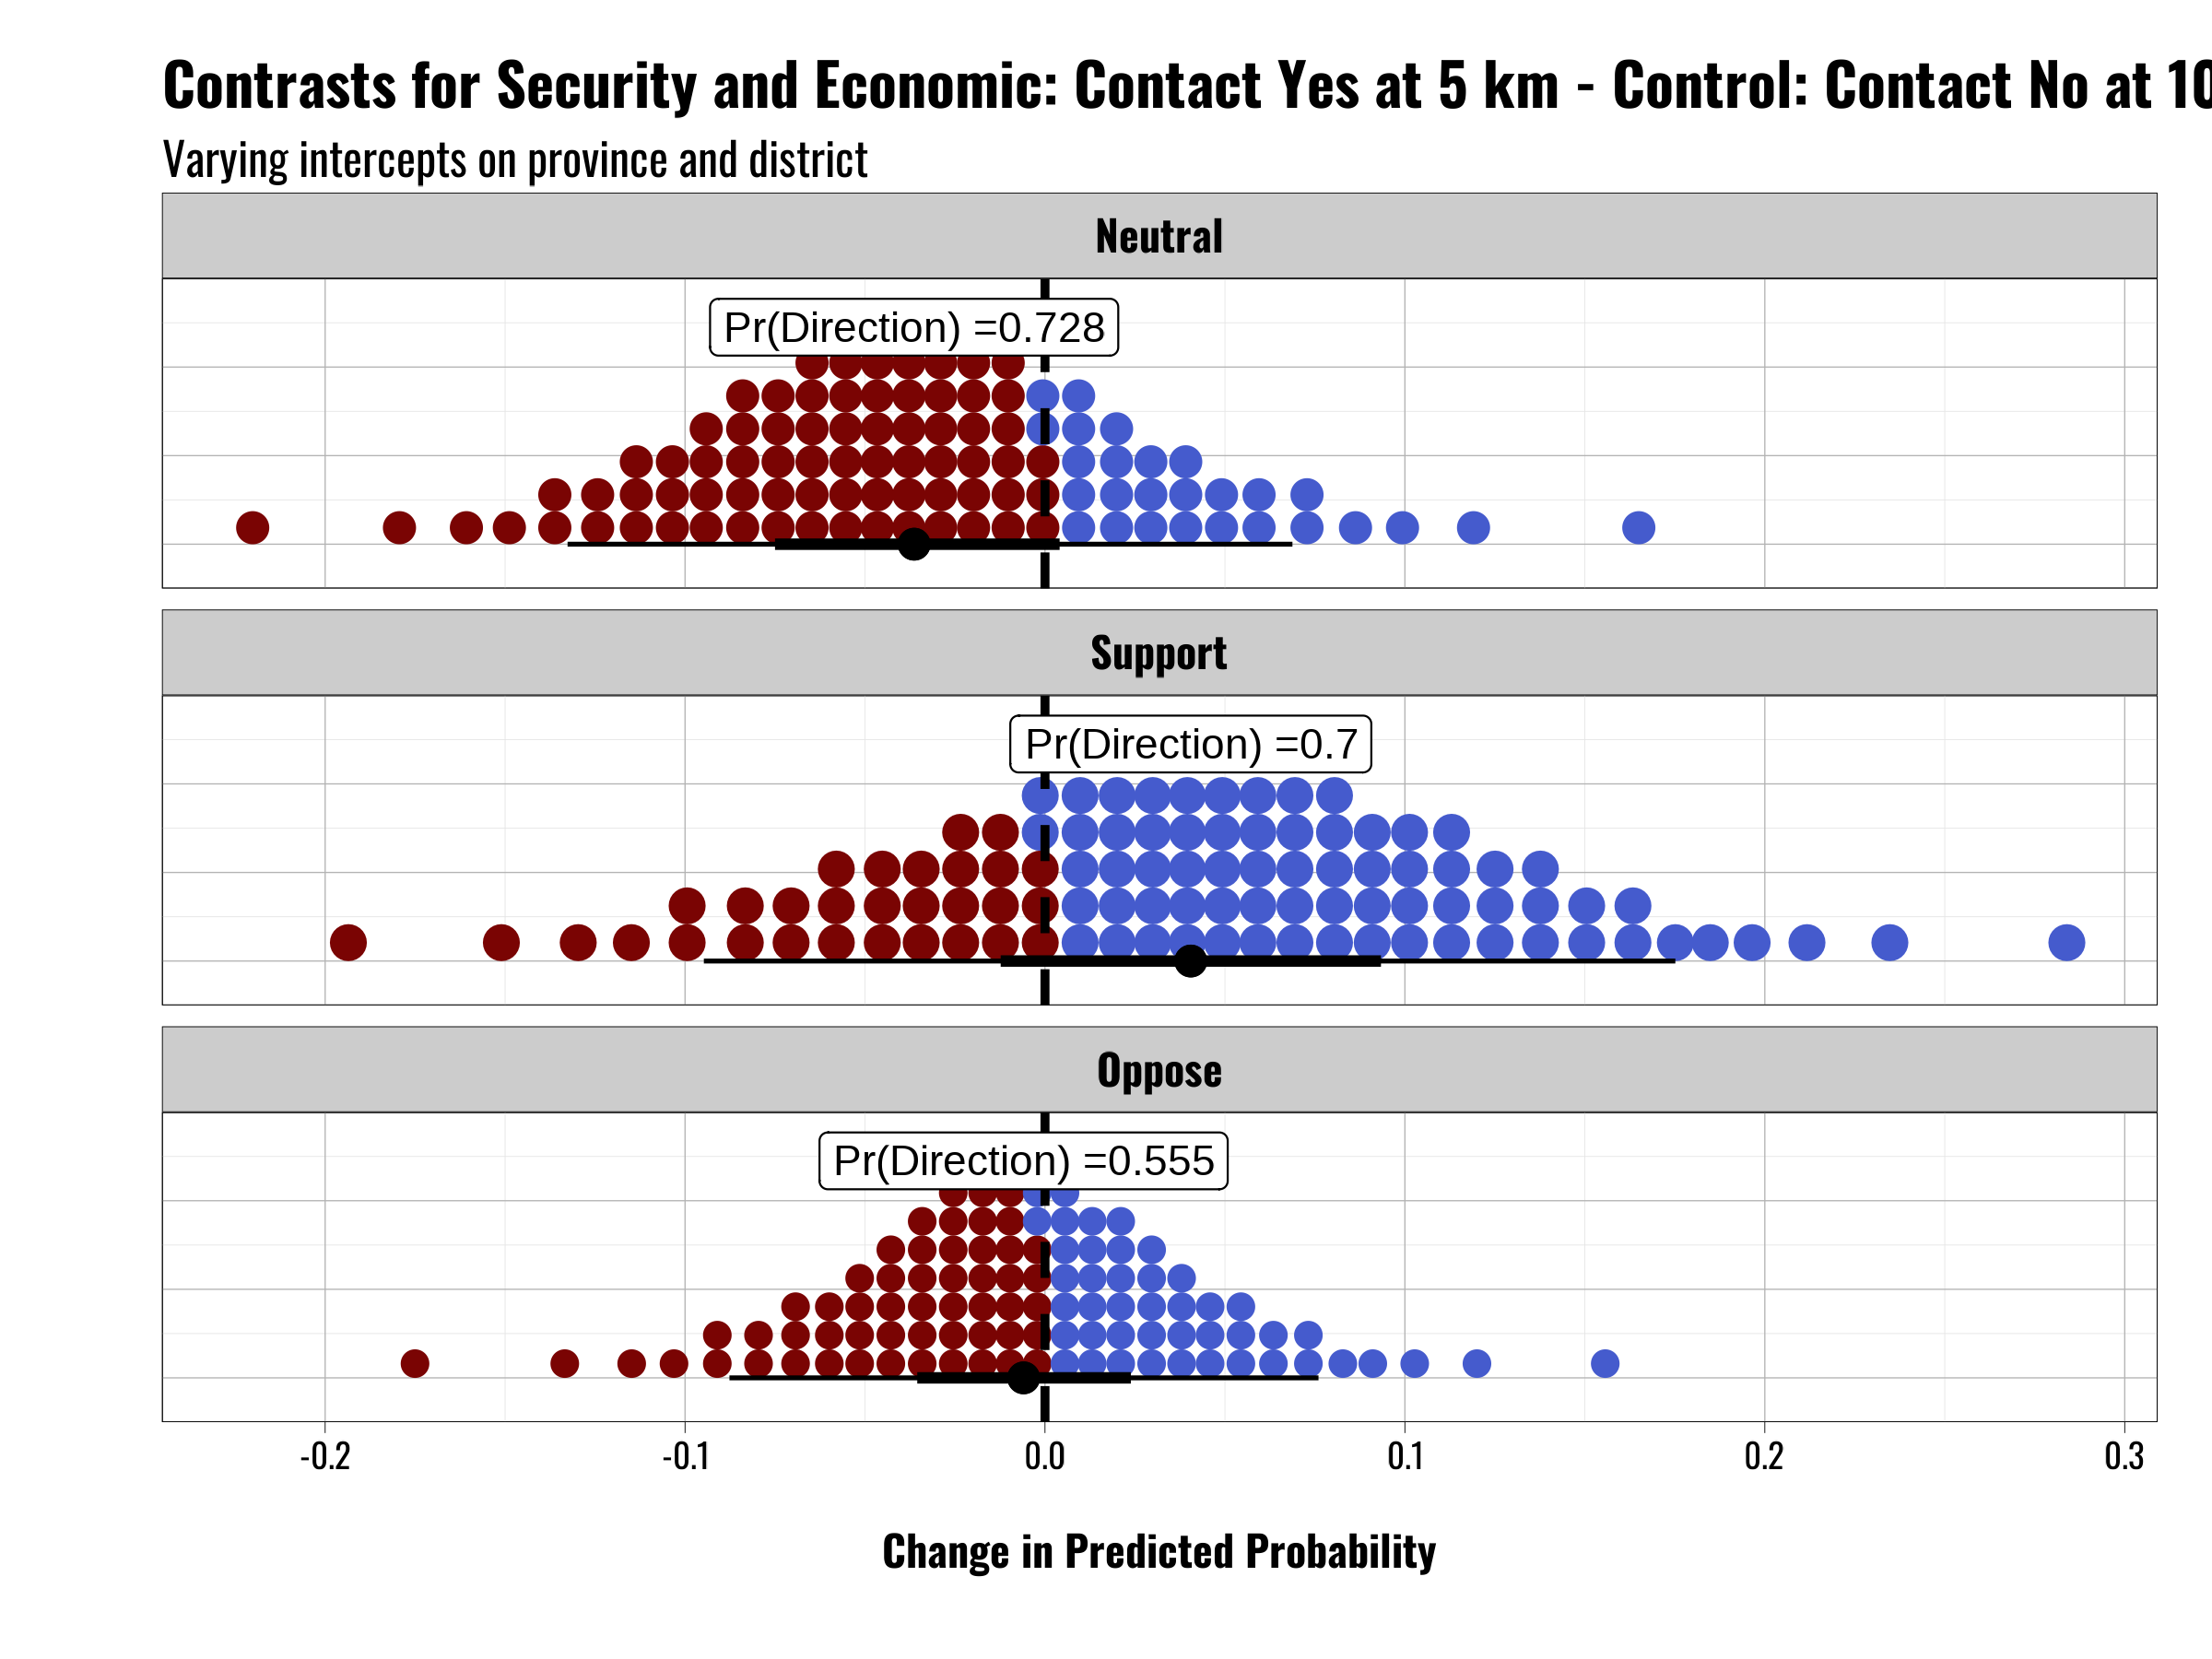 Contrasts for Security and Economic: Contact Yes at 5 km - Control: Contact No at 10
Varying intercepts on province and district
Neutral
Pr(Direction) =0.728
Support
Pr(Direction) =0.7
Oppose
Pr(Direction) =0.555
-0.2 -0.1 0.0 0.1 0.2 0.3
Change in Predicted Probability